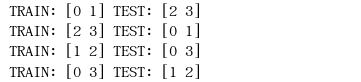 TRAIN: [0 1] TEST: [2 3]
TRAIN: [2 3] TEST: [0 1]
TRAIN: [1 2] TEST: [0 3]
TRAIN: [0 3] TEST: [1 2]